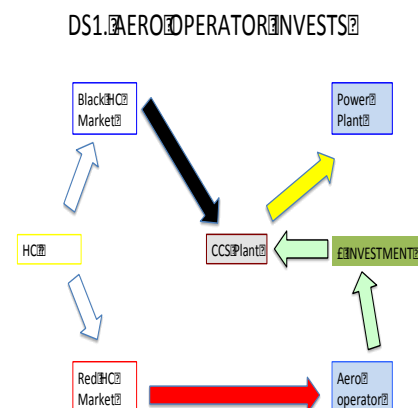 DS1. AERO OPERATOR INVESTS
Black HC
Market
Power
Plant
HC
CCS Plant
£ INVESTMENT
Red HC
Market
Aero
operator